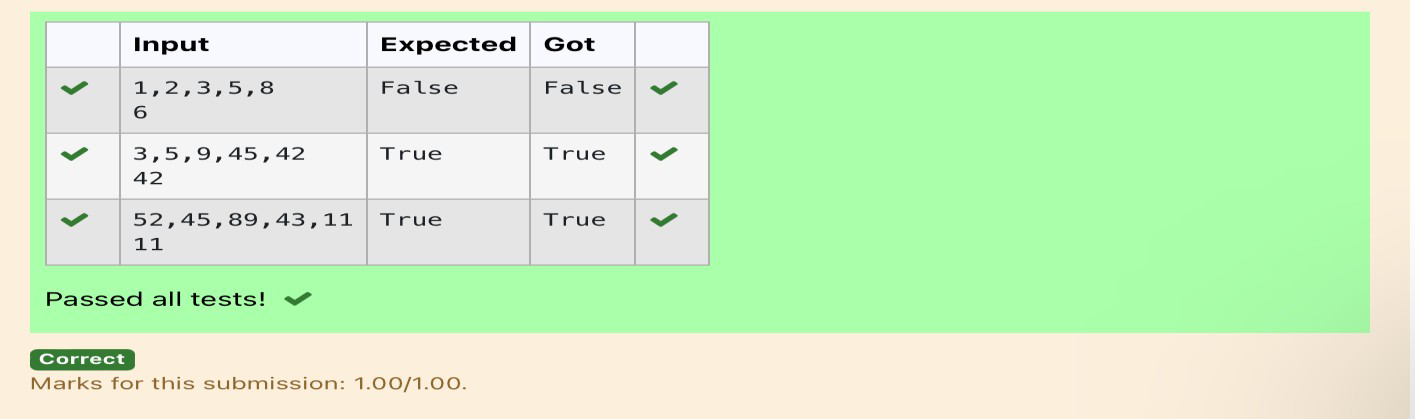 Input Expected Got
1,2,3,5,8 False False
6
3,5,9,45,42 True True
42
52,45,89,43,11 True True
11
Passed all tests!
Correct
Marks for this submission: 1.00/1.00.